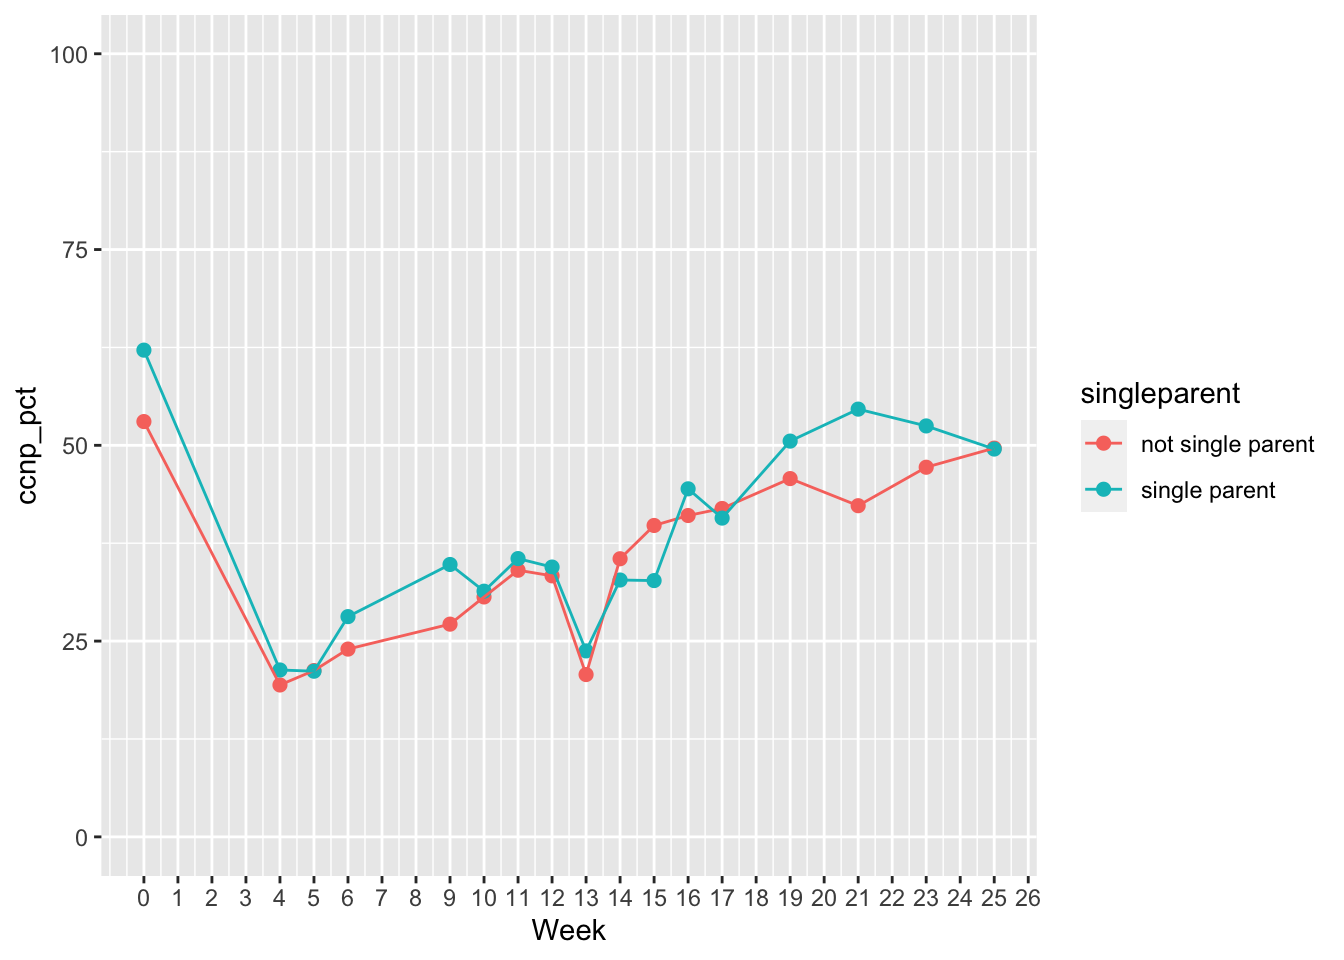 100
75
50
25
0
ccnp_pct
0 1 2 3 4 5 6 7 8 9 10 11 12 13 14 15 16 17 18 19 20 21 22 23 24 25 26
Week
singleparent
not single parent
single parent